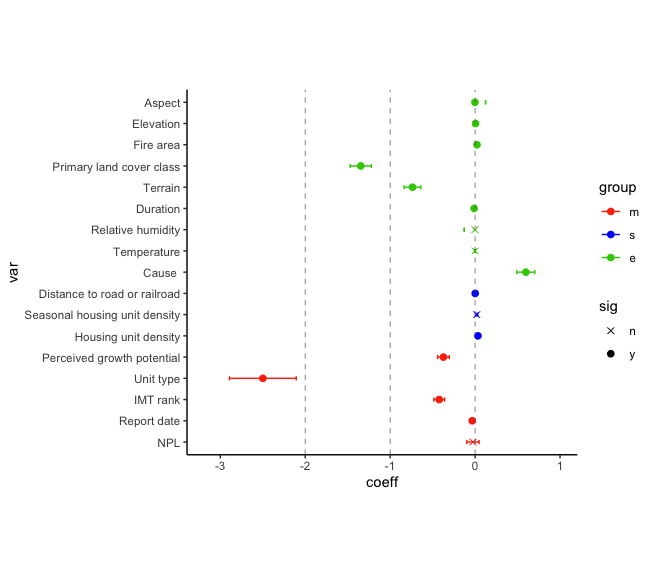 Aspect
Elevation
Fire area
Primary land cover class
Terrain
Duration
Relative humidity
Temperature
Cause
Distance to road or railroad
Seasonal housing unit density
Housing unit density
Perceived growth potential
Unit type
IMT rank
Report date
NPL
var
-3 -2 -1 0 1
coeff
group
m
s
e
sig
n
y